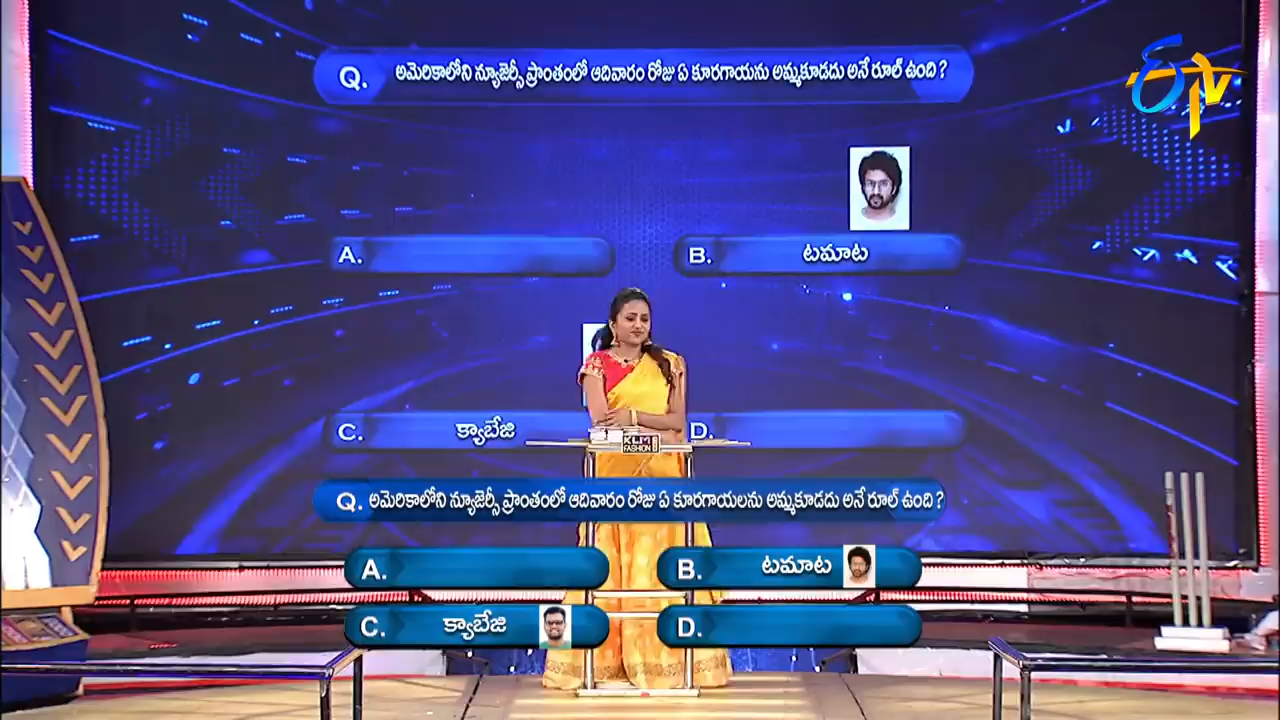 Q. అమెరికాలోని న్యూజెర్సీ ప్రాంతంలో ఆదివారం రోజు ఏ కూరగాయను అమ్మకూడదు అనే రూల్ ఉంది ?
ఈTV
A.
B. టమాట
C. క్యాబేజి
D.
KLM
FASHION
Q. అమెరికాలోని న్యూజెర్సీ ప్రాంతంలో ఆదివారం రోజు ఏ కూరగాయలను అమ్మకూడదు అనే రూల్ ఉంది ?
A.
B. టమాట
C. క్యాబేజి
D.